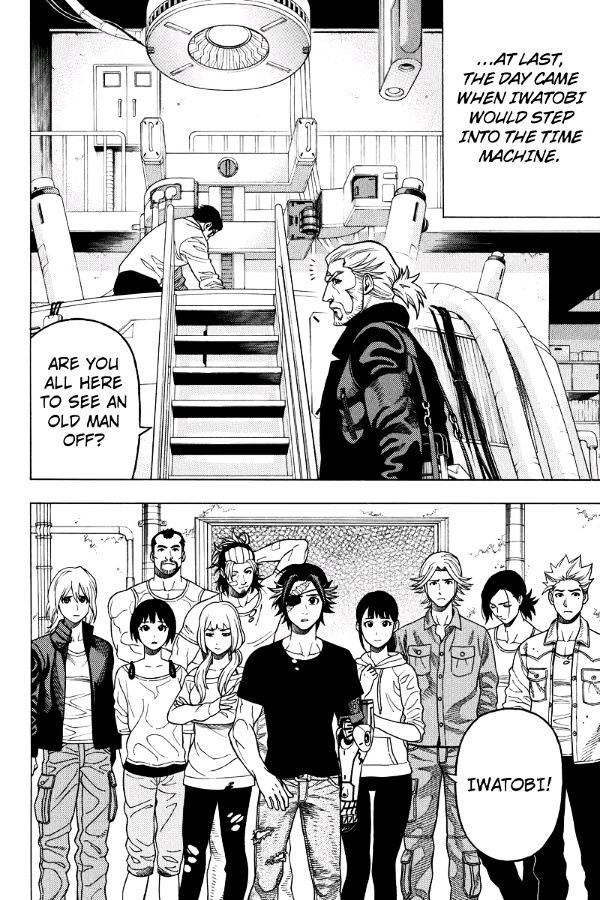 ...AT LAST,
THE DAY CAME
WHEN IWATOBI
WOULD STEP
INTO THE TIME
MACHINE.
ARE YOU
ALL HERE
TO SEE AN
OLD MAN
OFF?
IWATOBI!